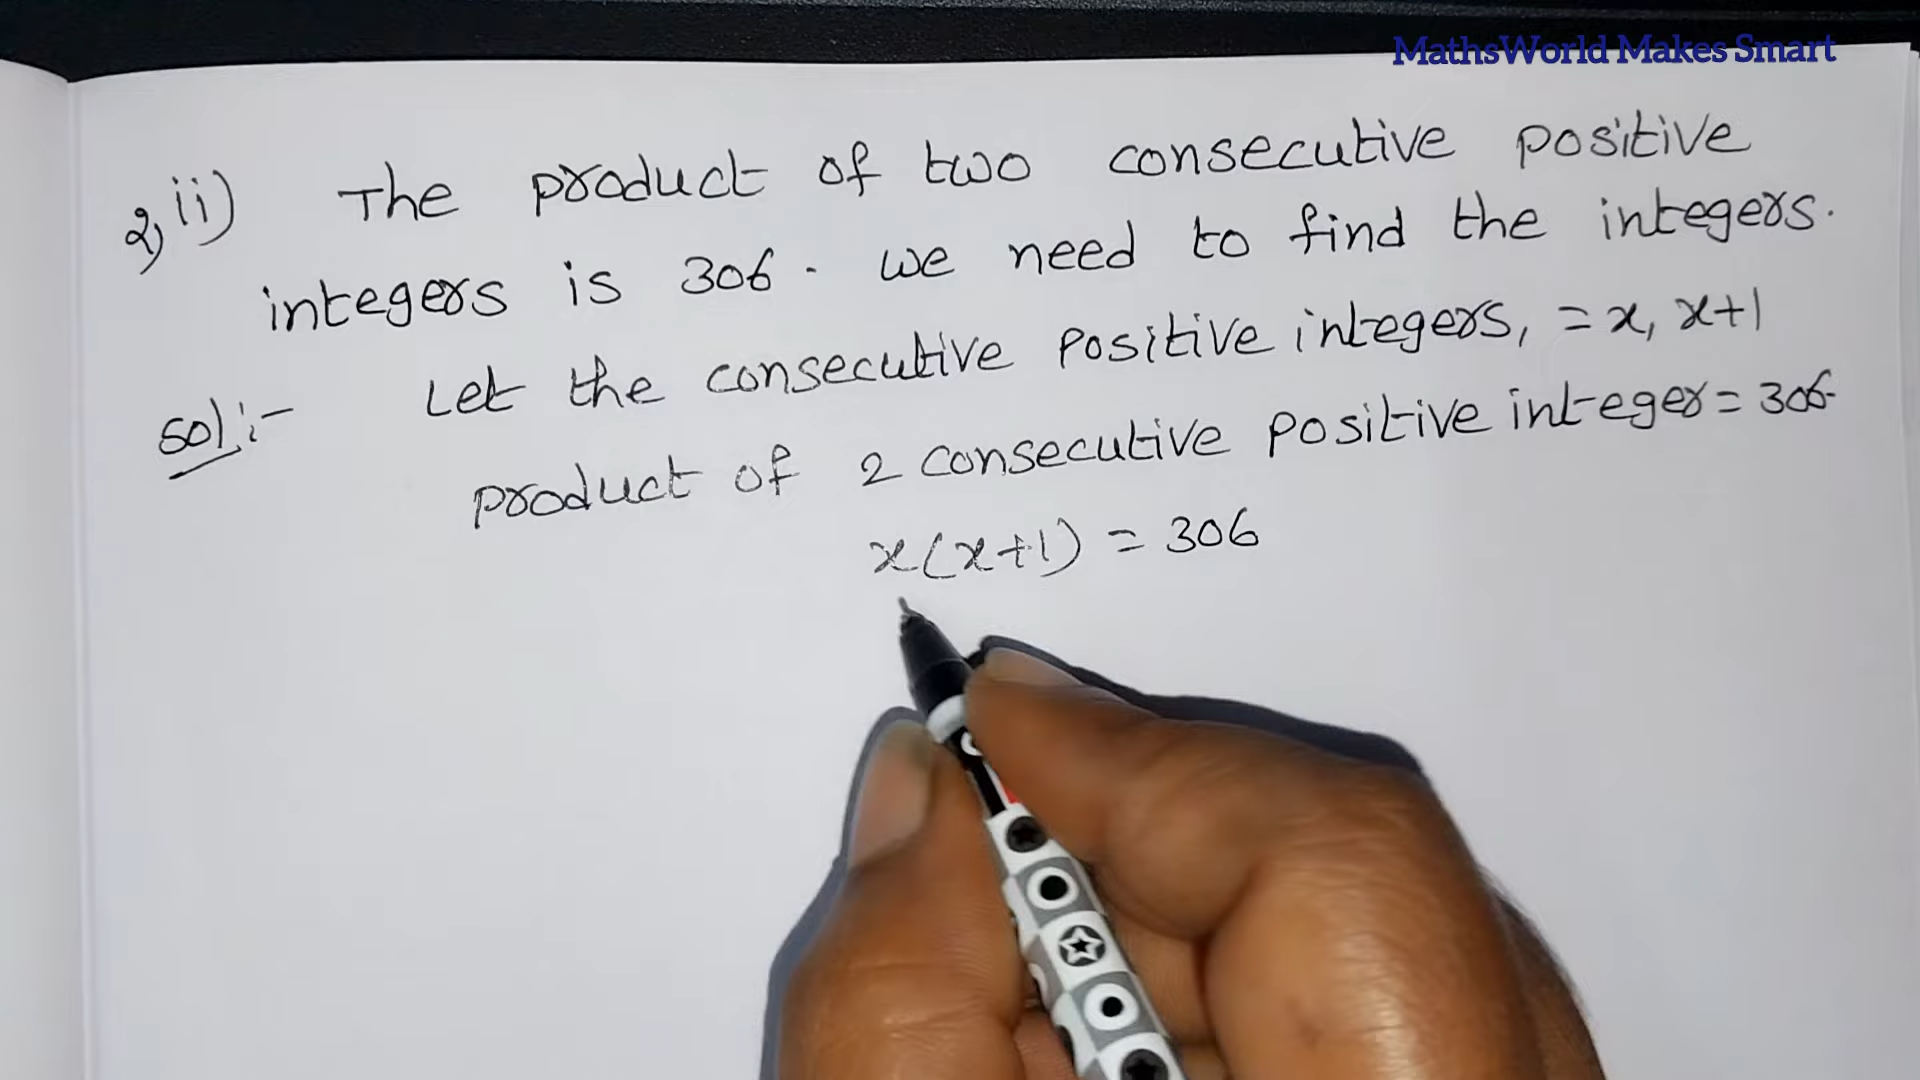 MathsWorld Makes Smart
2, ii) The product of two consecutive positive
integers is 306. we need to find the integers.
Sol:- Let the consecutive positive integers, = x, x+1
product of 2 consecutive positive integer = 306.
x(x+1) = 306